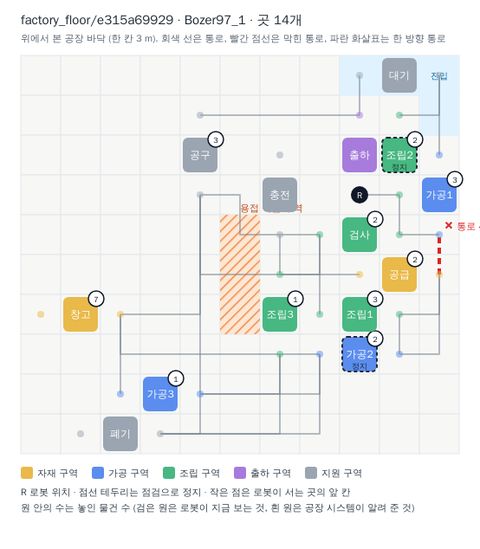 factory_floor/e315a69929 · Bozer97_1 · 곳 14개
위에서 본 공장 바닥 (한 칸 3 m). 회색 선은 통로, 빨간 점선은 막힌 통로, 파란 화살표는 한 방향 통로
대기
전립
3
2
공구
출하
조립2
정지
3
충전
R
가공1
용접
역
2
검사
통로
2
공급
7
1
3
창고
조립3
조립1
2
가공2
정지
1
가공3
폐기
자재 구역
가공 구역
조립 구역
출하 구역
지원 구역
R 로봇 위치 · 점선 테두리는 점검으로 정지 · 작은 점은 로봇이 서는 곳의 앞 칸
원 안의 수는 놓인 물건 수 (검은 원은 로봇이 지금 보는 것, 흰 원은 공장 시스템이 알려 준 것)